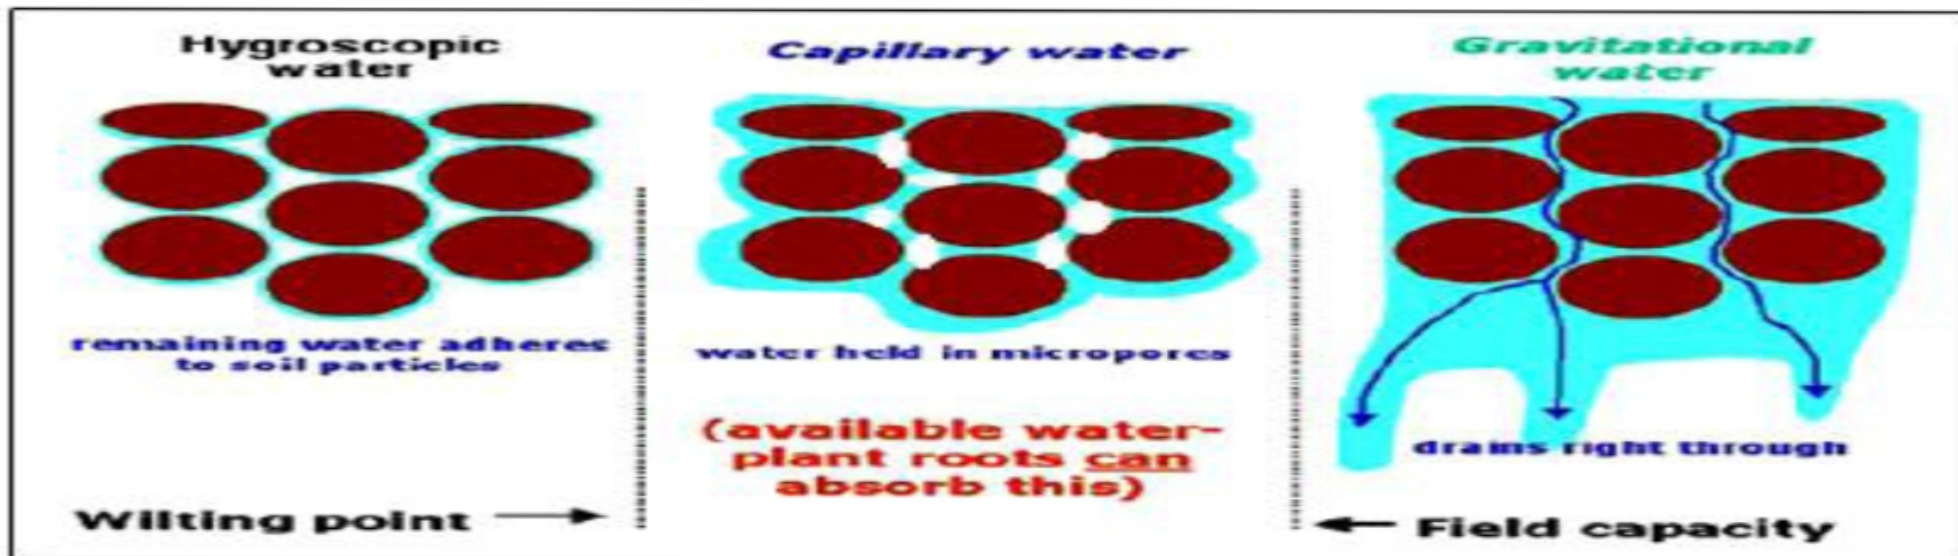 Hygroscopic
water
remaining water adheres
to soil particles
Wilting point
Capillary water
water held in micropores
(available water-
plant roots can
absorb this)
Gravitational
water
drains right through
Field capacity